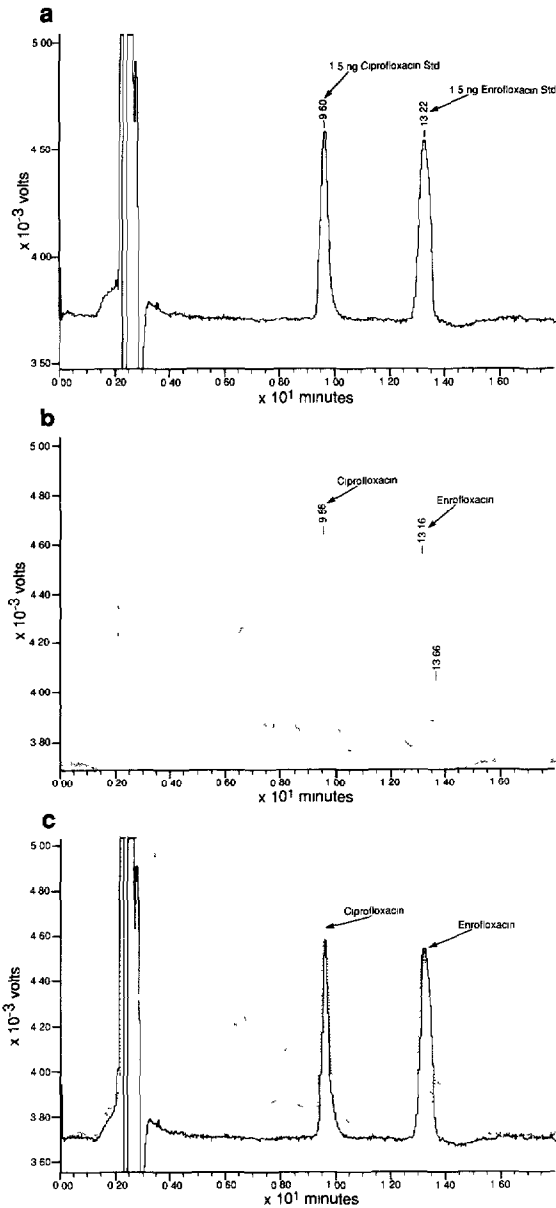 a
5 00
1 5 ng Ciprofloxacin Std
1 5 ng Enrofloxacin Std
9 60
13 22
4 50
4 00
3 50
x 10-3 volts
0 00 0 20 0 40 0 60 0 80 1 00 1 20 1 40 1 60
x 10¹ minutes
b
5 00
Ciprofloxacin
Enrofloxacin
4 80
9 56
13 16
4 60
4 40
4 20
13 66
4 00
3 80
x 10-3 volts
0 00 0 20 0 40 0 60 0 80 1 00 1 20 1 40 1 60
x 10¹ minutes
c
5 00
4 80
Ciprofloxacin
Enrofloxacin
4 60
4 40
4 20
4 00
3 80
3 60
x 10-3 volts
0 00 0 20 0 40 0 60 0 80 1 00 1 20 1 40 1 60
x 10¹ minutes